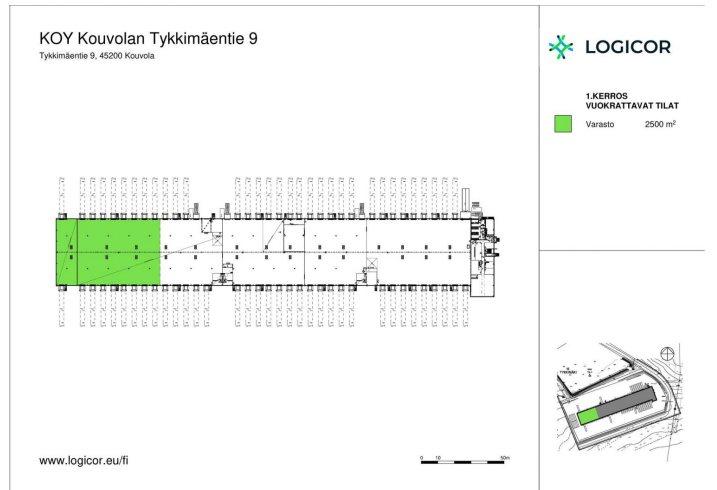 KOY Kouvolan Tykkimäentie 9
Tykkimäentie 9, 45200 Kouvola
LOGICOR
1.KERROS
VUOKRATTAVAT TILAT
Varasto 2500 m²
www.logicor.eu/fi
0 10 50m